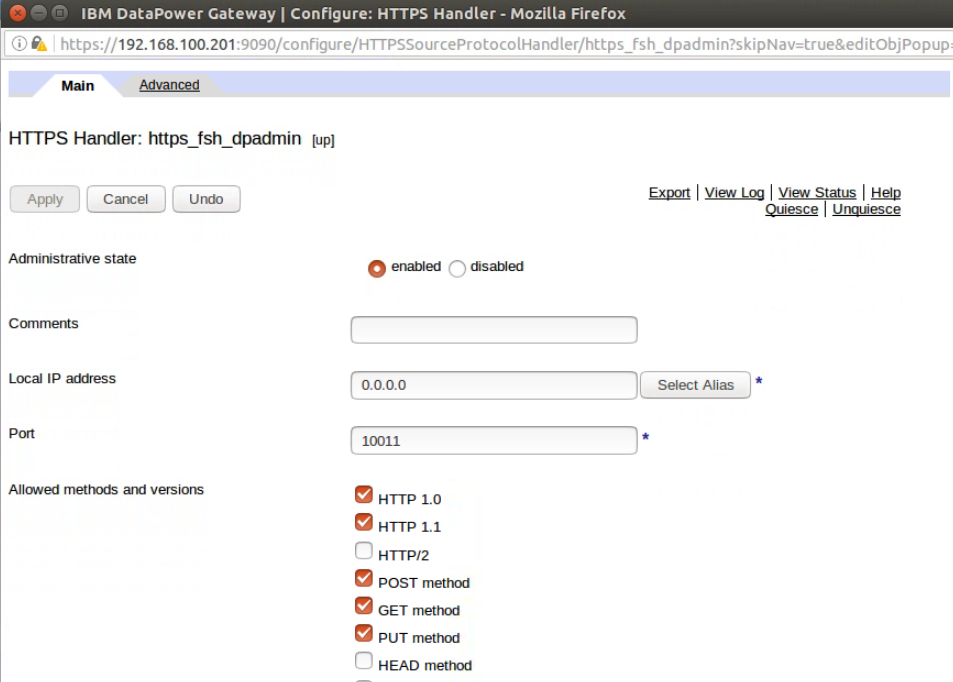 IBM DataPower Gateway | Configure: HTTPS Handler - Mozilla Firefox
https://192.168.100.201:9090/configure/HTTPSSourceProtocolHandler/https_fsh_dpadmin?skipNav=true&editObjPopup=
Main Advanced
HTTPS Handler: https_fsh_dpadmin [up]
Apply Cancel Undo
Export | View Log | View Status | Help
Quiesce | Unquiesce
Administrative state
enabled disabled
Comments
Local IP address
0.0.0.0 Select Alias *
Port
10011 *
Allowed methods and versions
HTTP 1.0
HTTP 1.1
HTTP/2
POST method
GET method
PUT method
HEAD method